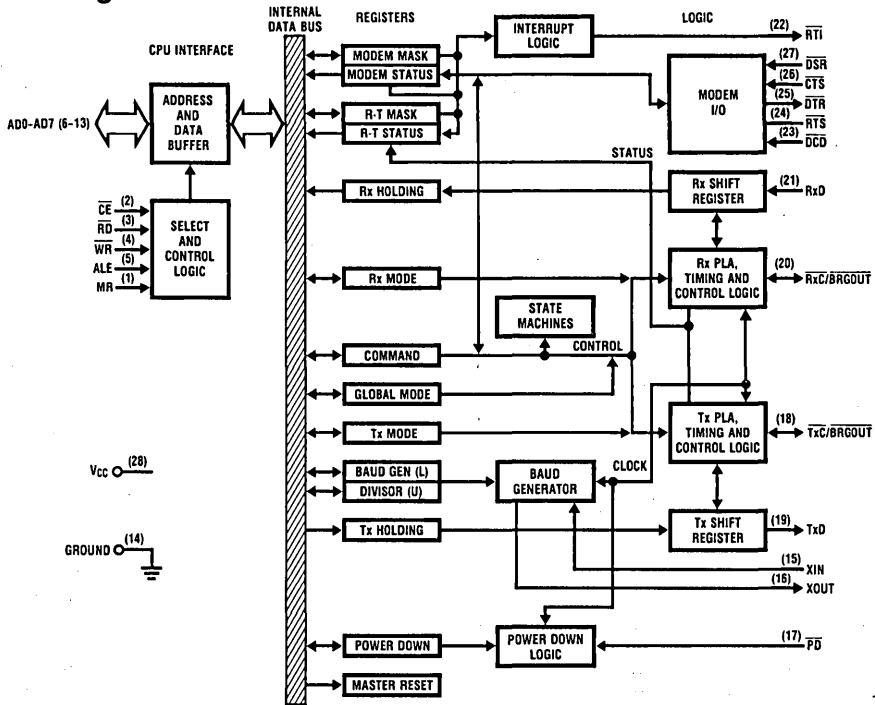 INTERNAL
DATA BUS
REGISTERS
LOGIC
CPU INTERFACE
ADDRESS
AND
DATA
BUFFER
AD0-AD7 (6-13)
CE (2)
RD (3)
WR (4)
ALE (5)
MR (1)
SELECT
AND
CONTROL
LOGIC
VCC (28)
GROUND (14)
MODEM MASK
MODEM STATUS
R-T MASK
R-T STATUS
Rx HOLDING
Rx MODE
COMMAND
GLOBAL MODE
Tx MODE
BAUD GEN (L)
DIVISOR (U)
Tx HOLDING
POWER DOWN
MASTER RESET
INTERRUPT
LOGIC
STATUS
STATE
MACHINES
CONTROL
BAUD
GENERATOR
CLOCK
POWER DOWN
LOGIC
MODEM
I/O
Rx SHIFT
REGISTER
Rx PLA,
TIMING AND
CONTROL LOGIC
Tx PLA,
TIMING AND
CONTROL LOGIC
Tx SHIFT
REGISTER
(22) RTI
(27) DSR
(26) CTS
(25) DTR
(24) RTS
(23) DCD
(21) RxD
(20) RxC/BRGOUT
(18) TxC/BRGOUT
(19) TxD
(15) XIN
(16) XOUT
(17) PD